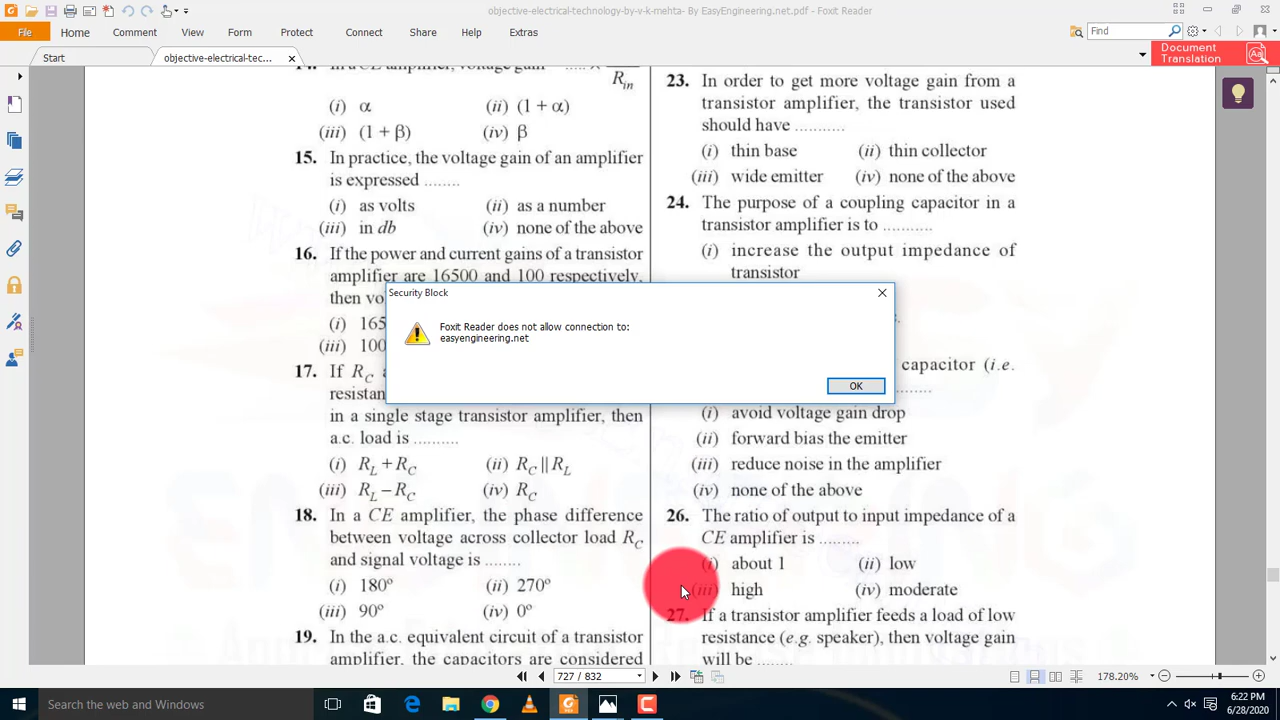 objective-electrical-technology-by-v-k-mehta- By EasyEngineering.net.pdf - Foxit Reader
File Home Comment View Form Protect Connect Share Help Extras
Find
Start
objective-electrical-tec...
Document Translation
R_in
(i) α (ii) (1 + α)
(iii) (1 + β) (iv) β
15. In practice, the voltage gain of an amplifier
is expressed ........
(i) as volts (ii) as a number
(iii) in db (iv) none of the above
16. If the power and current gains of a transistor
amplifier are 16500 and 100 respectively,
then vo
(i) 165
(iii) 100
17. If R_C a
resistan
in a single stage transistor amplifier, then
a.c. load is ..........
(i) R_L + R_C (ii) R_C || R_L
(iii) R_L – R_C (iv) R_C
18. In a CE amplifier, the phase difference
between voltage across collector load R_C
and signal voltage is ........
(i) 180º (ii) 270º
(iii) 90º (iv) 0º
19. In the a.c. equivalent circuit of a transistor
amplifier, the capacitors are considered
23. In order to get more voltage gain from a
transistor amplifier, the transistor used
should have ...........
(i) thin base (ii) thin collector
(iii) wide emitter (iv) none of the above
24. The purpose of a coupling capacitor in a
transistor amplifier is to ...........
(i) increase the output impedance of
transistor
capacitor (i.e.
(i) avoid voltage gain drop
(ii) forward bias the emitter
(iii) reduce noise in the amplifier
(iv) none of the above
26. The ratio of output to input impedance of a
CE amplifier is .........
(i) about 1 (ii) low
(iii) high (iv) moderate
27. If a transistor amplifier feeds a load of low
resistance (e.g. speaker), then voltage gain
will be ........
Security Block
Foxit Reader does not allow connection to:
easyengineering.net
OK
727 / 832
178.20%
Search the web and Windows
6:22 PM
6/28/2020